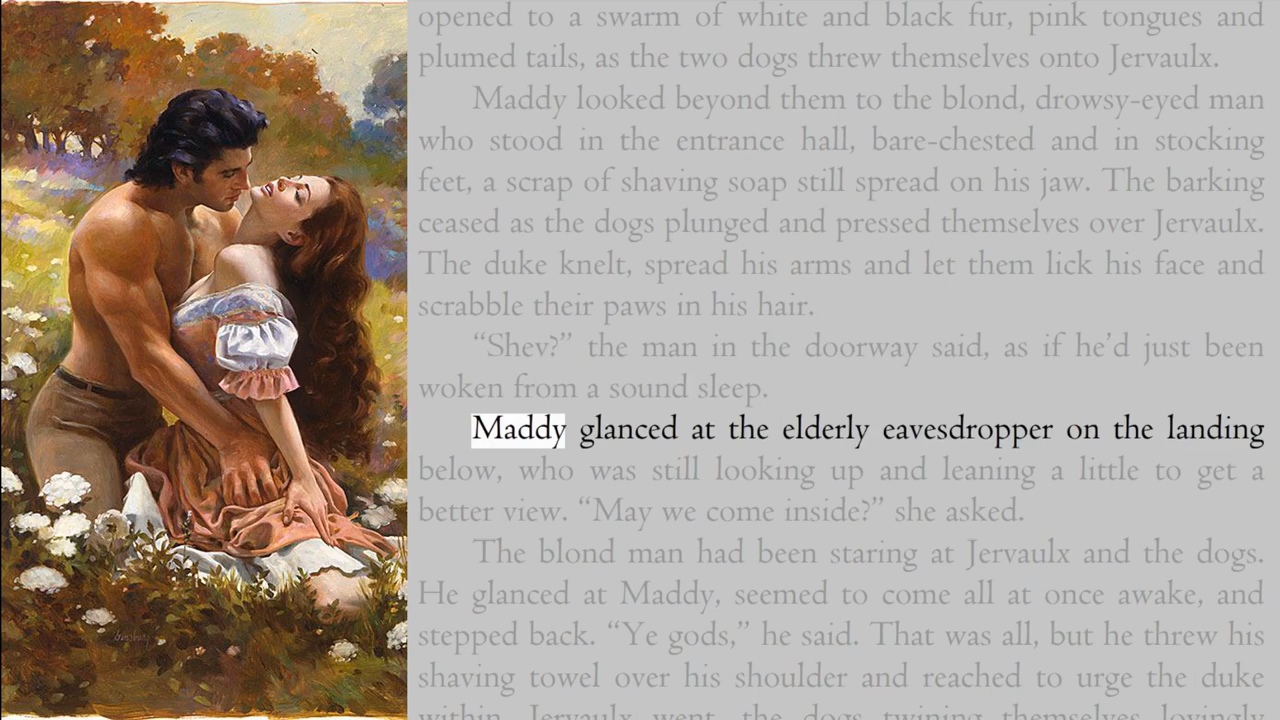 opened to a swarm of white and black fur, pink tongues and
plumed tails, as the two dogs threw themselves onto Jervaulx.
Maddy looked beyond them to the blond, drowsy-eyed man
who stood in the entrance hall, bare-chested and in stocking
feet, a scrap of shaving soap still spread on his jaw. The barking
ceased as the dogs plunged and pressed themselves over Jervaulx.
The duke knelt, spread his arms and let them lick his face and
scrabble their paws in his hair.
“Shev?” the man in the doorway said, as if he’d just been
woken from a sound sleep.
Maddy glanced at the elderly eavesdropper on the landing
below, who was still looking up and leaning a little to get a
better view. “May we come inside?” she asked.
The blond man had been staring at Jervaulx and the dogs.
He glanced at Maddy, seemed to come all at once awake, and
stepped back. “Ye gods,” he said. That was all, but he threw his
shaving towel over his shoulder and reached to urge the duke
within. Jervaulx went, the dogs twining themselves lovingly